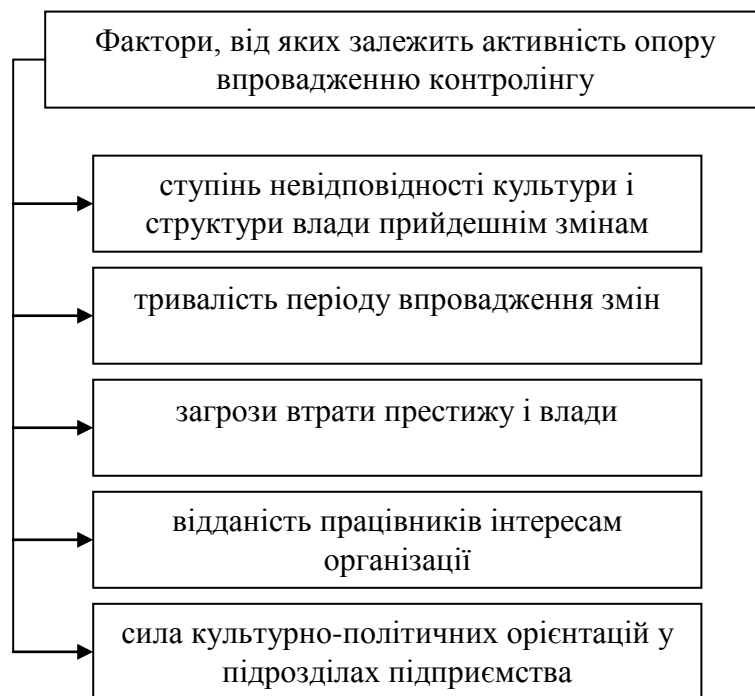 Фактори, від яких залежить активність опору
впровадженню контролінгу
ступінь невідповідності культури і
структури влади прийдешнім змінам
тривалість періоду впровадження змін
загрози втрати престижу і влади
відданість працівників інтересам
організації
сила культурно-політичних орієнтацій у
підрозділах підприємства